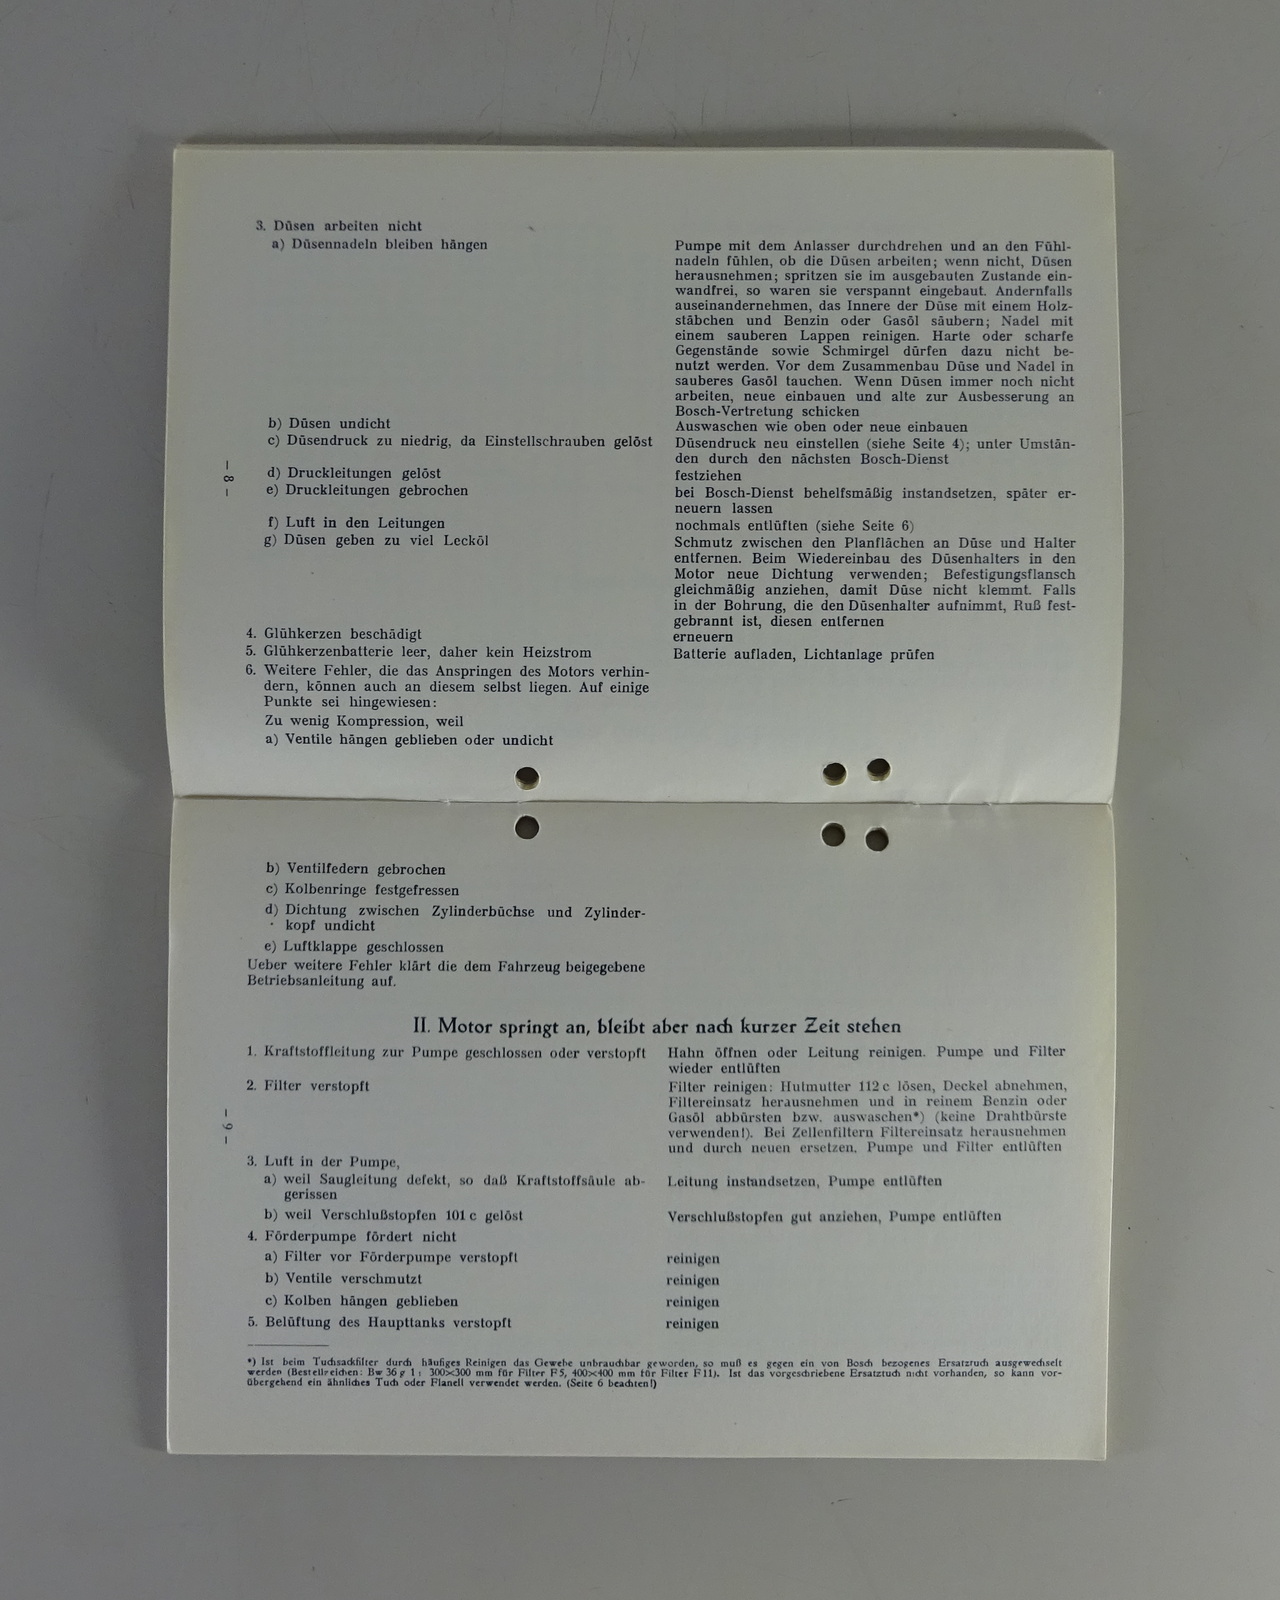 3. Düsen arbeiten nicht
a) Düsennadeln bleiben hängen
Pumpe mit dem Anlasser durchdrehen und an den Fühl-
nadeln fühlen, ob die Düsen arbeiten; wenn nicht, Düsen
herausnehmen; spritzen sie im ausgebauten Zustande ein-
wandfrei, so waren sie verspannt eingebaut. Andernfalls
auseinandernehmen, das Innere der Düse mit einem Holz-
stäbchen und Benzin oder Gasöl säubern; Nadel mit
einem sauberen Lappen reinigen. Harte oder scharfe
Gegenstände sowie Schmirgel dürfen dazu nicht be-
nutzt werden. Vor dem Zusammenbau Düse und Nadel in
sauberes Gasöl tauchen. Wenn Düsen immer noch nicht
arbeiten, neue einbauen und alte zur Ausbesserung an
Bosch-Vertretung schicken
b) Düsen undicht
Auswaschen wie oben oder neue einbauen
c) Düsendruck zu niedrig, da Einstellschrauben gelöst
Düsendruck neu einstellen (siehe Seite 4); unter Umstän-
den durch den nächsten Bosch-Dienst
d) Druckleitungen gelöst
festziehen
e) Druckleitungen gebrochen
bei Bosch-Dienst behelfsmäßig instandsetzen, später er-
neuern lassen
f) Luft in den Leitungen
nochmals entlüften (siehe Seite 6)
g) Düsen geben zu viel Lecköl
Schmutz zwischen den Planflächen an Düse und Halter
entfernen. Beim Wiedereinbau des Düsenhalters in den
Motor neue Dichtung verwenden; Befestigungsflansch
gleichmäßig anziehen, damit Düse nicht klemmt. Falls
in der Bohrung, die den Düsenhalter aufnimmt, Ruß fest-
gebrannt ist, diesen entfernen
4. Glühkerzen beschädigt
erneuern
5. Glühkerzenbatterie leer, daher kein Heizstrom
Batterie aufladen, Lichtanlage prüfen
6. Weitere Fehler, die das Anspringen des Motors verhin-
dern, können auch an diesem selbst liegen. Auf einige
Punkte sei hingewiesen:
Zu wenig Kompression, weil
a) Ventile hängen geblieben oder undicht
– 8 –
b) Ventilfedern gebrochen
c) Kolbenringe festgefressen
d) Dichtung zwischen Zylinderbüchse und Zylinder-
kopf undicht
e) Luftklappe geschlossen
Ueber weitere Fehler klärt die dem Fahrzeug beigegebene
Betriebsanleitung auf.
II. Motor springt an, bleibt aber nach kurzer Zeit stehen
1. Kraftstoffleitung zur Pumpe geschlossen oder verstopft
Hahn öffnen oder Leitung reinigen. Pumpe und Filter
wieder entlüften
2. Filter verstopft
Filter reinigen: Hutmutter 112 c lösen, Deckel abnehmen,
Filtereinsatz herausnehmen und in reinem Benzin oder
Gasöl abbürsten bzw. auswaschen*) (keine Drahtbürste
verwenden!). Bei Zellenfiltern Filtereinsatz herausnehmen
und durch neuen ersetzen. Pumpe und Filter entlüften
3. Luft in der Pumpe,
a) weil Saugleitung defekt, so daß Kraftstoffsäule ab-
gerissen
Leitung instandsetzen, Pumpe entlüften
b) weil Verschlußstopfen 101 c gelöst
Verschlußstopfen gut anziehen, Pumpe entlüften
4. Förderpumpe fördert nicht
a) Filter vor Förderpumpe verstopft
reinigen
b) Ventile verschmutzt
reinigen
c) Kolben hängen geblieben
reinigen
5. Belüftung des Haupttanks verstopft
reinigen
– 9 –
*) Ist beim Tuchsackfilter durch häufiges Reinigen das Gewebe unbrauchbar geworden, so muß es gegen ein von Bosch bezogenes Ersatztuch ausgewechselt
werden (Bestellzeichen: Bw 36 g 1: 300×300 mm für Filter F 5, 400×400 mm für Filter F 11). Ist das vorgeschriebene Ersatztuch nicht vorhanden, so kann vor-
übergehend ein ähnliches Tuch oder Flanell verwendet werden. (Seite 6 beachten!)